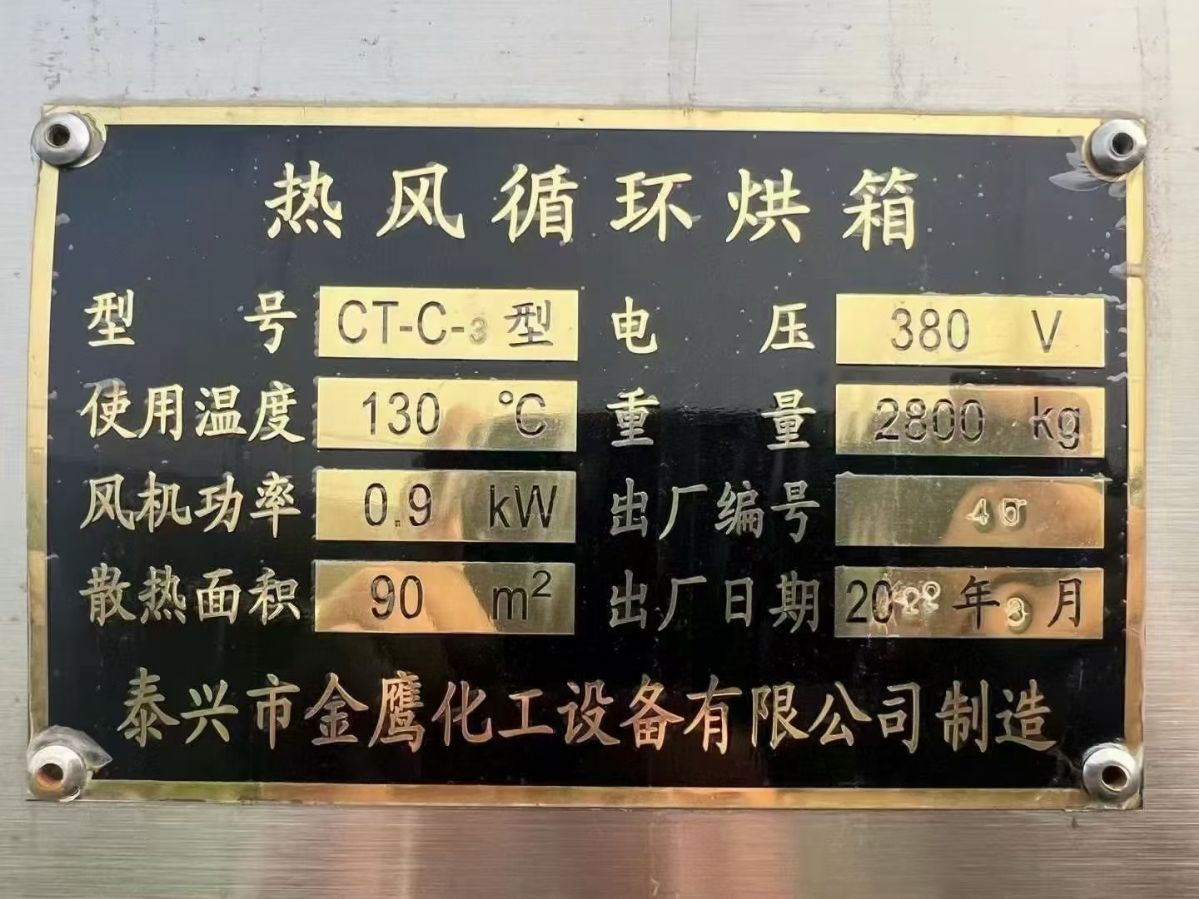 热风循环烘箱
型号 CT-C-3 型 电压 380 V
使用温度 130 ℃ 重量 2800 kg
风机功率 0.9 kW 出厂编号
散热面积 90 m² 出厂日期 20 年 3 月
泰兴市金鹰化工设备有限公司制造